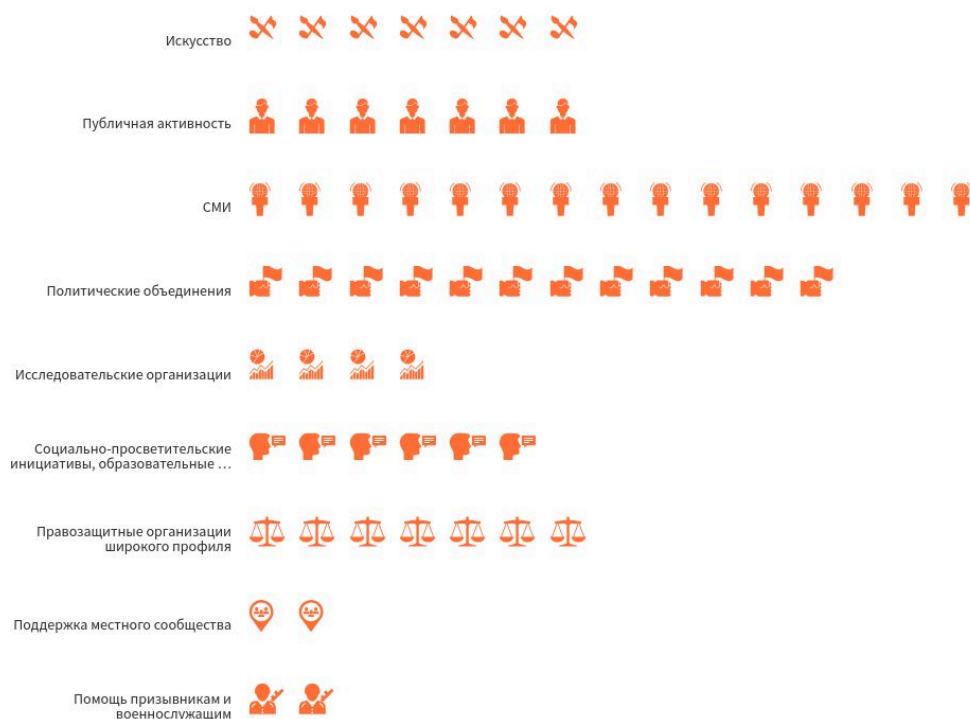 Искусство
Публичная активность
СМИ
Политические объединения
Исследовательские организации
Социально-просветительские
инициативы, образовательные …
Правозащитные организации
широкого профиля
Поддержка местного сообщества
Помощь призывникам и
военнослужащим